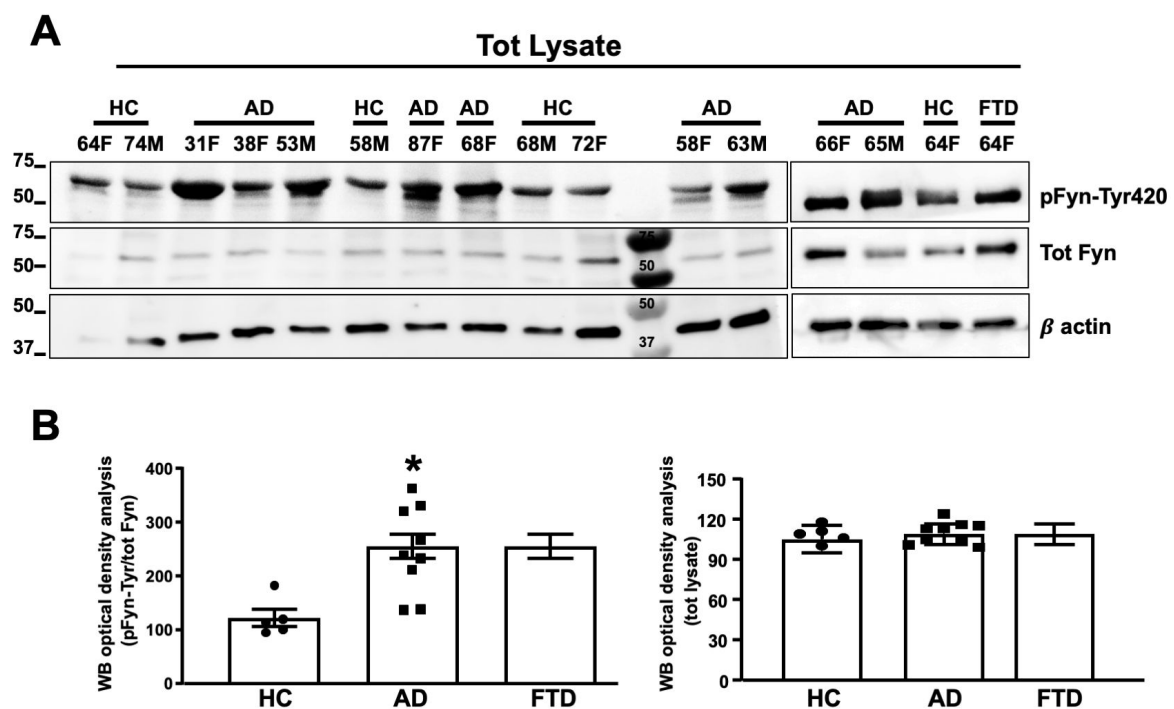 A
Tot Lysate
HC AD HC AD AD HC AD AD HC FTD
64F 74M 31F 38F 53M 58M 87F 68F 68M 72F 58F 63M 66F 65M 64F 64F
75
50
pFyn-Tyr420
75
50
75
50
Tot Fyn
50
37
50
37
β actin
B
WB optical density analysis
(pFyn-Tyr/tot Fyn)
400
300
200
100
0
*
HC AD FTD
WB optical density analysis
(tot lysate)
150
120
90
60
30
0
HC AD FTD